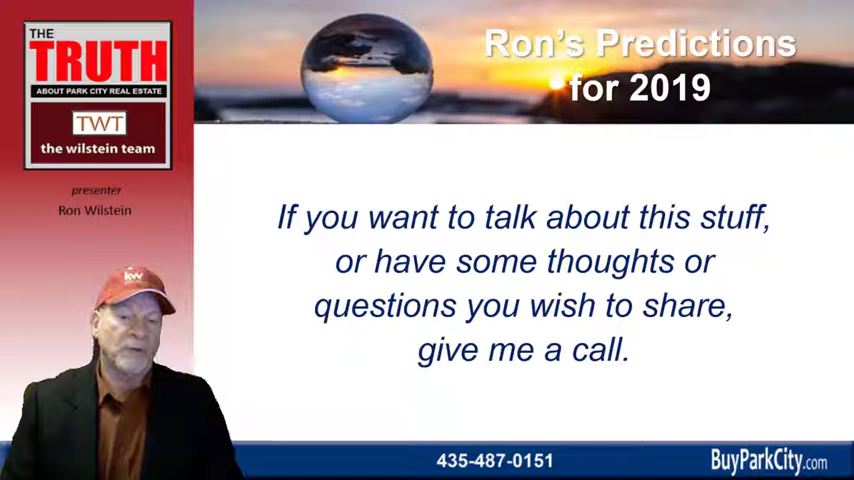 THE
TRUTH
ABOUT PARK CITY REAL ESTATE
TWT
the wilstein team
presenter
Ron Wilstein
kw
Ron's Predictions
for 2019
If you want to talk about this stuff,
or have some thoughts or
questions you wish to share,
give me a call.
435-487-0151
BuyParkCity.com